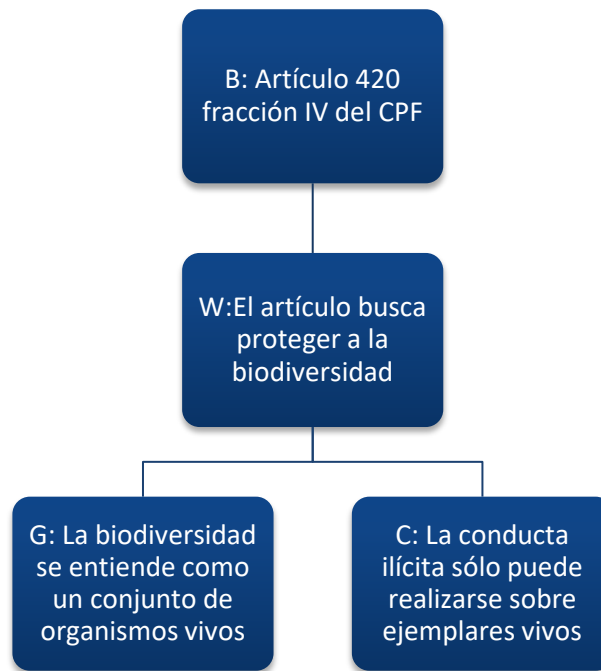 B: Artículo 420
fracción IV del CPF
W:El artículo busca
proteger a la
biodiversidad
G: La biodiversidad
se entiende como
un conjunto de
organismos vivos
C: La conducta
ilícita sólo puede
realizarse sobre
ejemplares vivos